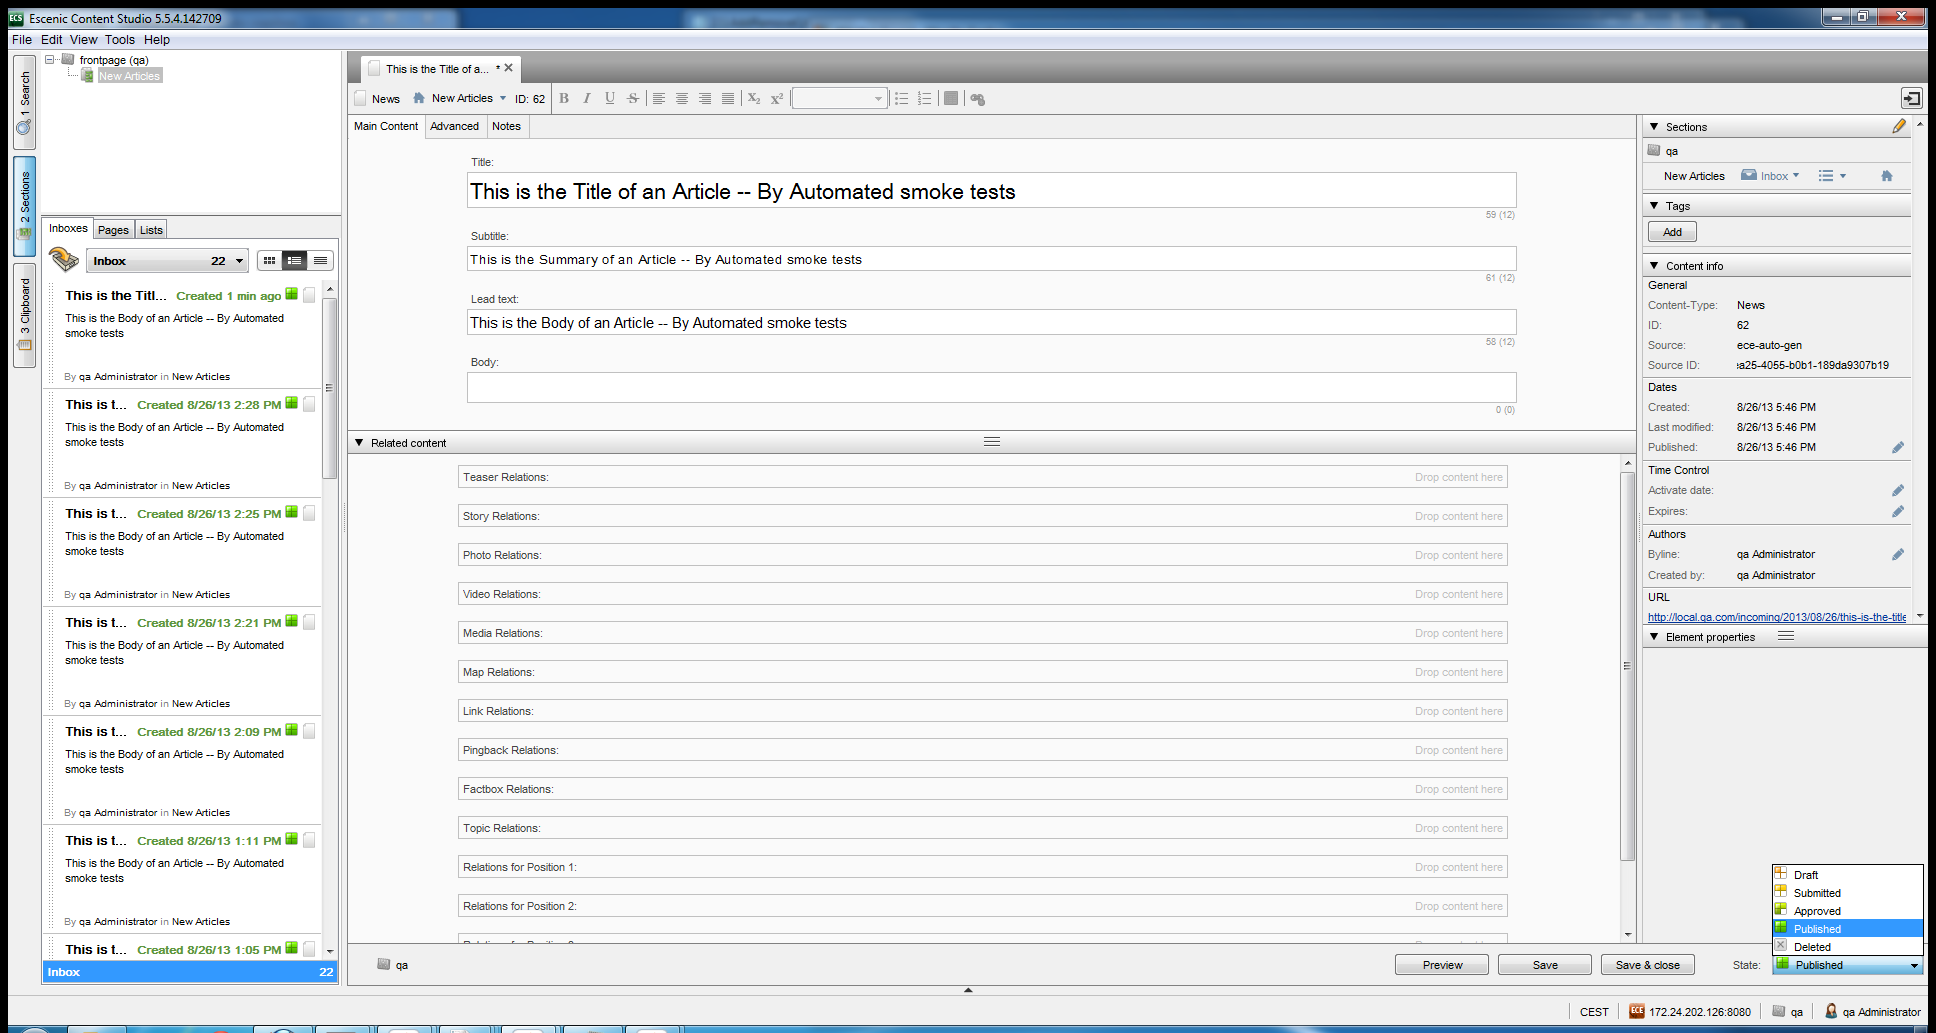 Escenic Content Studio 5.5.4.142709
File Edit View Tools Help
1 Search
2 Sections
3 Clipboard
frontpage (qa)
New Articles
Inboxes Pages Lists
Inbox 22
This is the Titl... Created 1 min ago
This is the Body of an Article -- By Automated
smoke tests
By qa Administrator in New Articles
This is t... Created 8/26/13 2:28 PM
This is the Body of an Article -- By Automated
smoke tests
By qa Administrator in New Articles
This is t... Created 8/26/13 2:25 PM
This is the Body of an Article -- By Automated
smoke tests
By qa Administrator in New Articles
This is t... Created 8/26/13 2:21 PM
This is the Body of an Article -- By Automated
smoke tests
By qa Administrator in New Articles
This is t... Created 8/26/13 2:09 PM
This is the Body of an Article -- By Automated
smoke tests
By qa Administrator in New Articles
This is t... Created 8/26/13 1:11 PM
This is the Body of an Article -- By Automated
smoke tests
By qa Administrator in New Articles
This is t... Created 8/26/13 1:05 PM
Inbox 22
This is the Title of a... *
News New Articles ID: 62 B I U S X2 X2
Main Content Advanced Notes
Title:
This is the Title of an Article -- By Automated smoke tests
59 (12)
Subtitle:
This is the Summary of an Article -- By Automated smoke tests
61 (12)
Lead text:
This is the Body of an Article -- By Automated smoke tests
58 (12)
Body:
0 (0)
Related content
Teaser Relations: Drop content here
Story Relations: Drop content here
Photo Relations: Drop content here
Video Relations: Drop content here
Media Relations: Drop content here
Map Relations: Drop content here
Link Relations: Drop content here
Pingback Relations: Drop content here
Factbox Relations: Drop content here
Topic Relations: Drop content here
Relations for Position 1: Drop content here
Relations for Position 2: Drop content here
qa Preview Save Save & close State: Published
Sections
qa
New Articles Inbox
Tags
Add
Content info
General
Content-Type: News
ID: 62
Source: ece-auto-gen
Source ID: a25-4055-b0b1-189da9307b19
Dates
Created: 8/26/13 5:46 PM
Last modified: 8/26/13 5:46 PM
Published: 8/26/13 5:46 PM
Time Control
Activate date:
Expires:
Authors
Byline: qa Administrator
Created by: qa Administrator
URL
http://local.qa.com/incoming/2013/08/26/this-is-the-title
Element properties
Draft
Submitted
Approved
Published
Deleted
CEST ECE 172.24.202.126:8080 qa qa Administrator